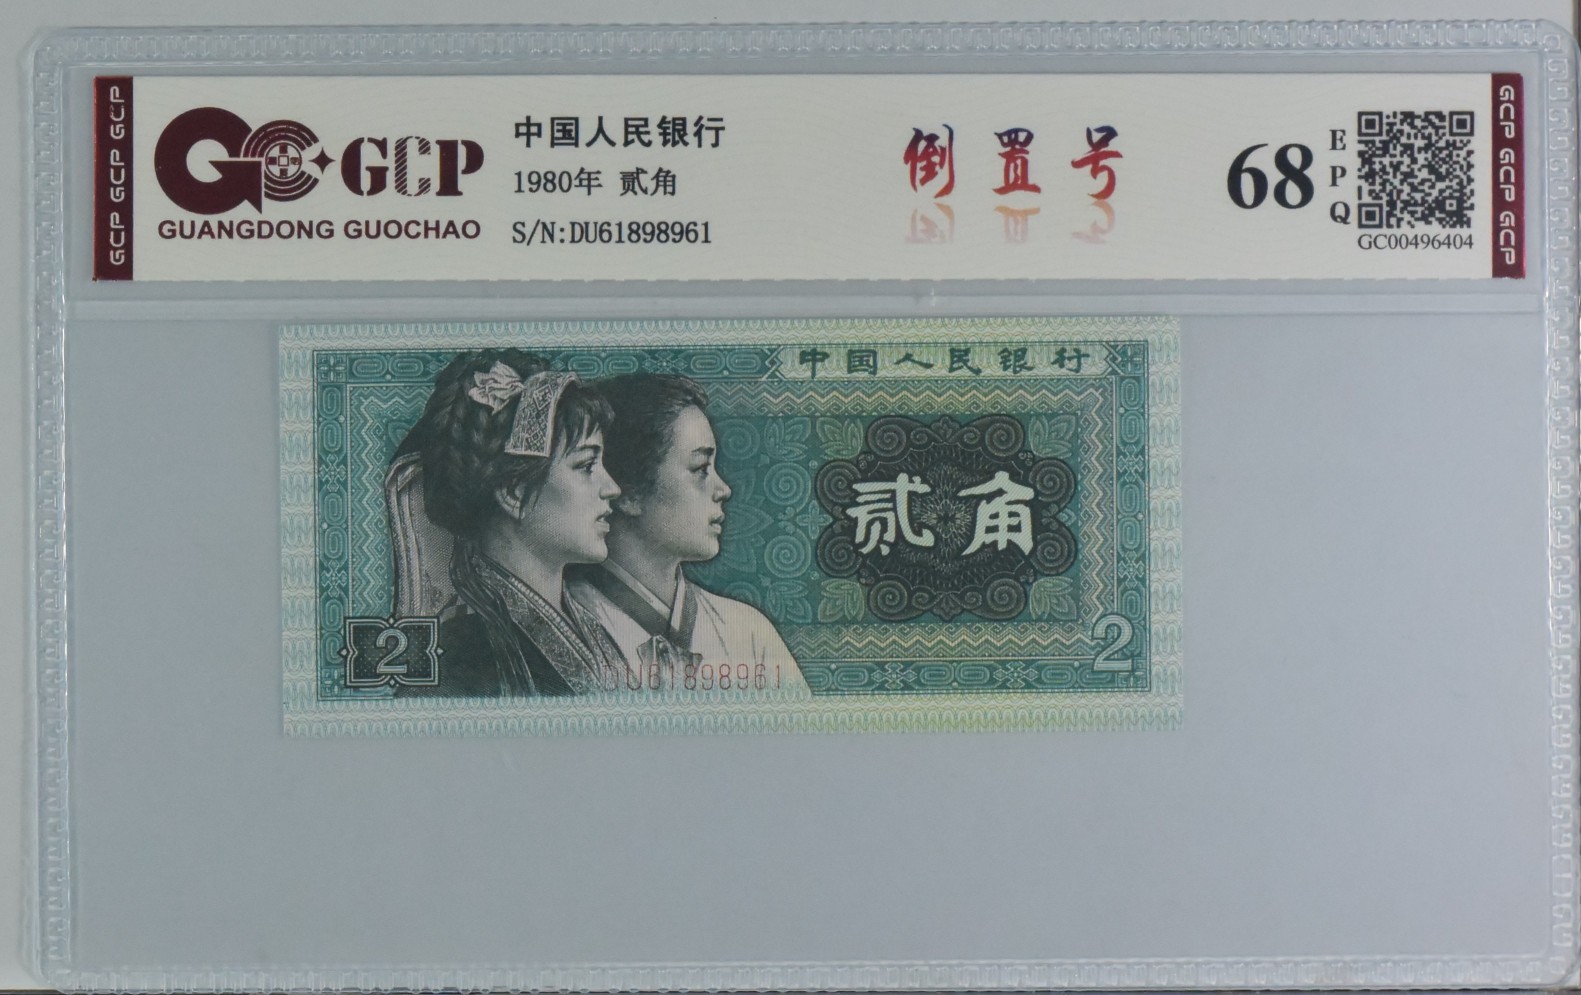 GCP GCP GCP
GCP
GUANGDONG GUOCHAO
中国人民银行
1980年 贰角
S/N:DU61898961
倒置号
68
EPQ
GC00496404
GCP GCP GCP
中国人民银行
贰角
2
2
DU61898961